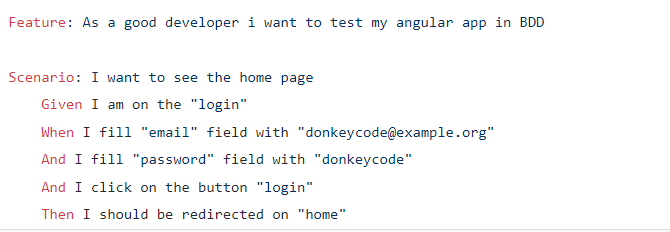 Feature: As a good developer i want to test my angular app in BDD
Scenario: I want to see the home page
Given I am on the "login"
When I fill "email" field with "donkeycode@example.org"
And I fill "password" field with "donkeycode"
And I click on the button "login"
Then I should be redirected on "home"